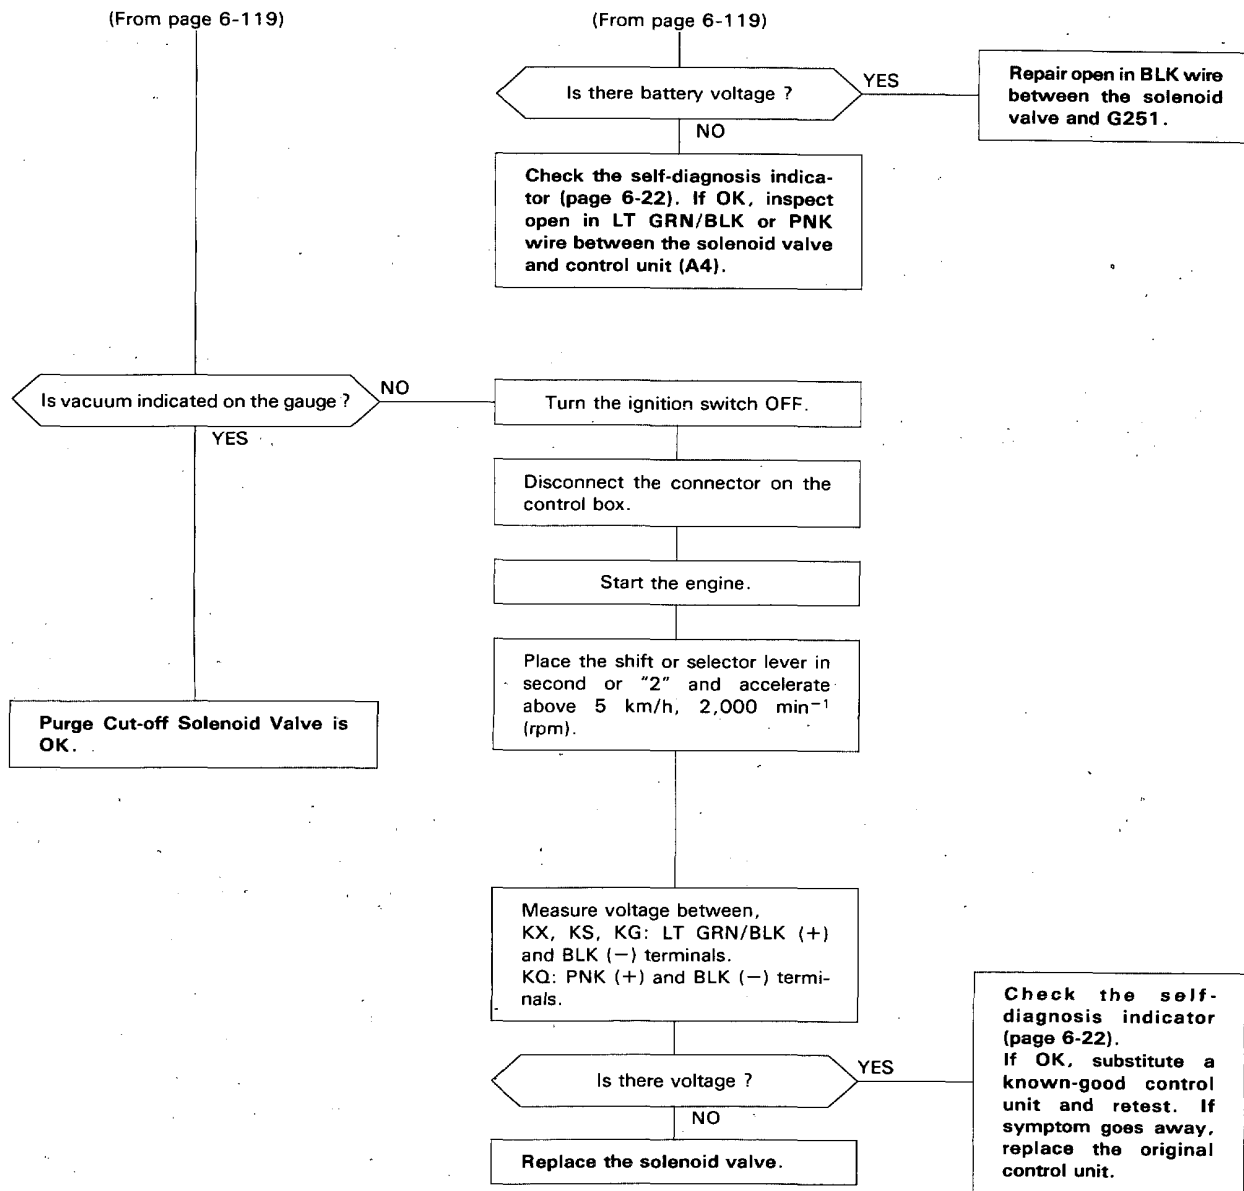 (From page 6-119)
(From page 6-119)
Is there battery voltage ?
YES
Repair open in BLK wire
between the solenoid
valve and G251.
NO
Check the self-diagnosis indica-
tor (page 6-22). If OK, inspect
open in LT GRN/BLK or PNK
wire between the solenoid valve
and control unit (A4).
Is vacuum indicated on the gauge ?
NO
YES
Turn the ignition switch OFF.
Disconnect the connector on the
control box.
Start the engine.
Place the shift or selector lever in
second or "2" and accelerate
above 5 km/h, 2,000 min⁻¹
(rpm).
Purge Cut-off Solenoid Valve is
OK.
Measure voltage between,
KX, KS, KG: LT GRN/BLK (+)
and BLK (−) terminals.
KQ: PNK (+) and BLK (−) termi-
nals.
Is there voltage ?
YES
Check the self-
diagnosis indicator
(page 6-22).
If OK, substitute a
known-good control
unit and retest. If
symptom goes away,
replace the original
control unit.
NO
Replace the solenoid valve.